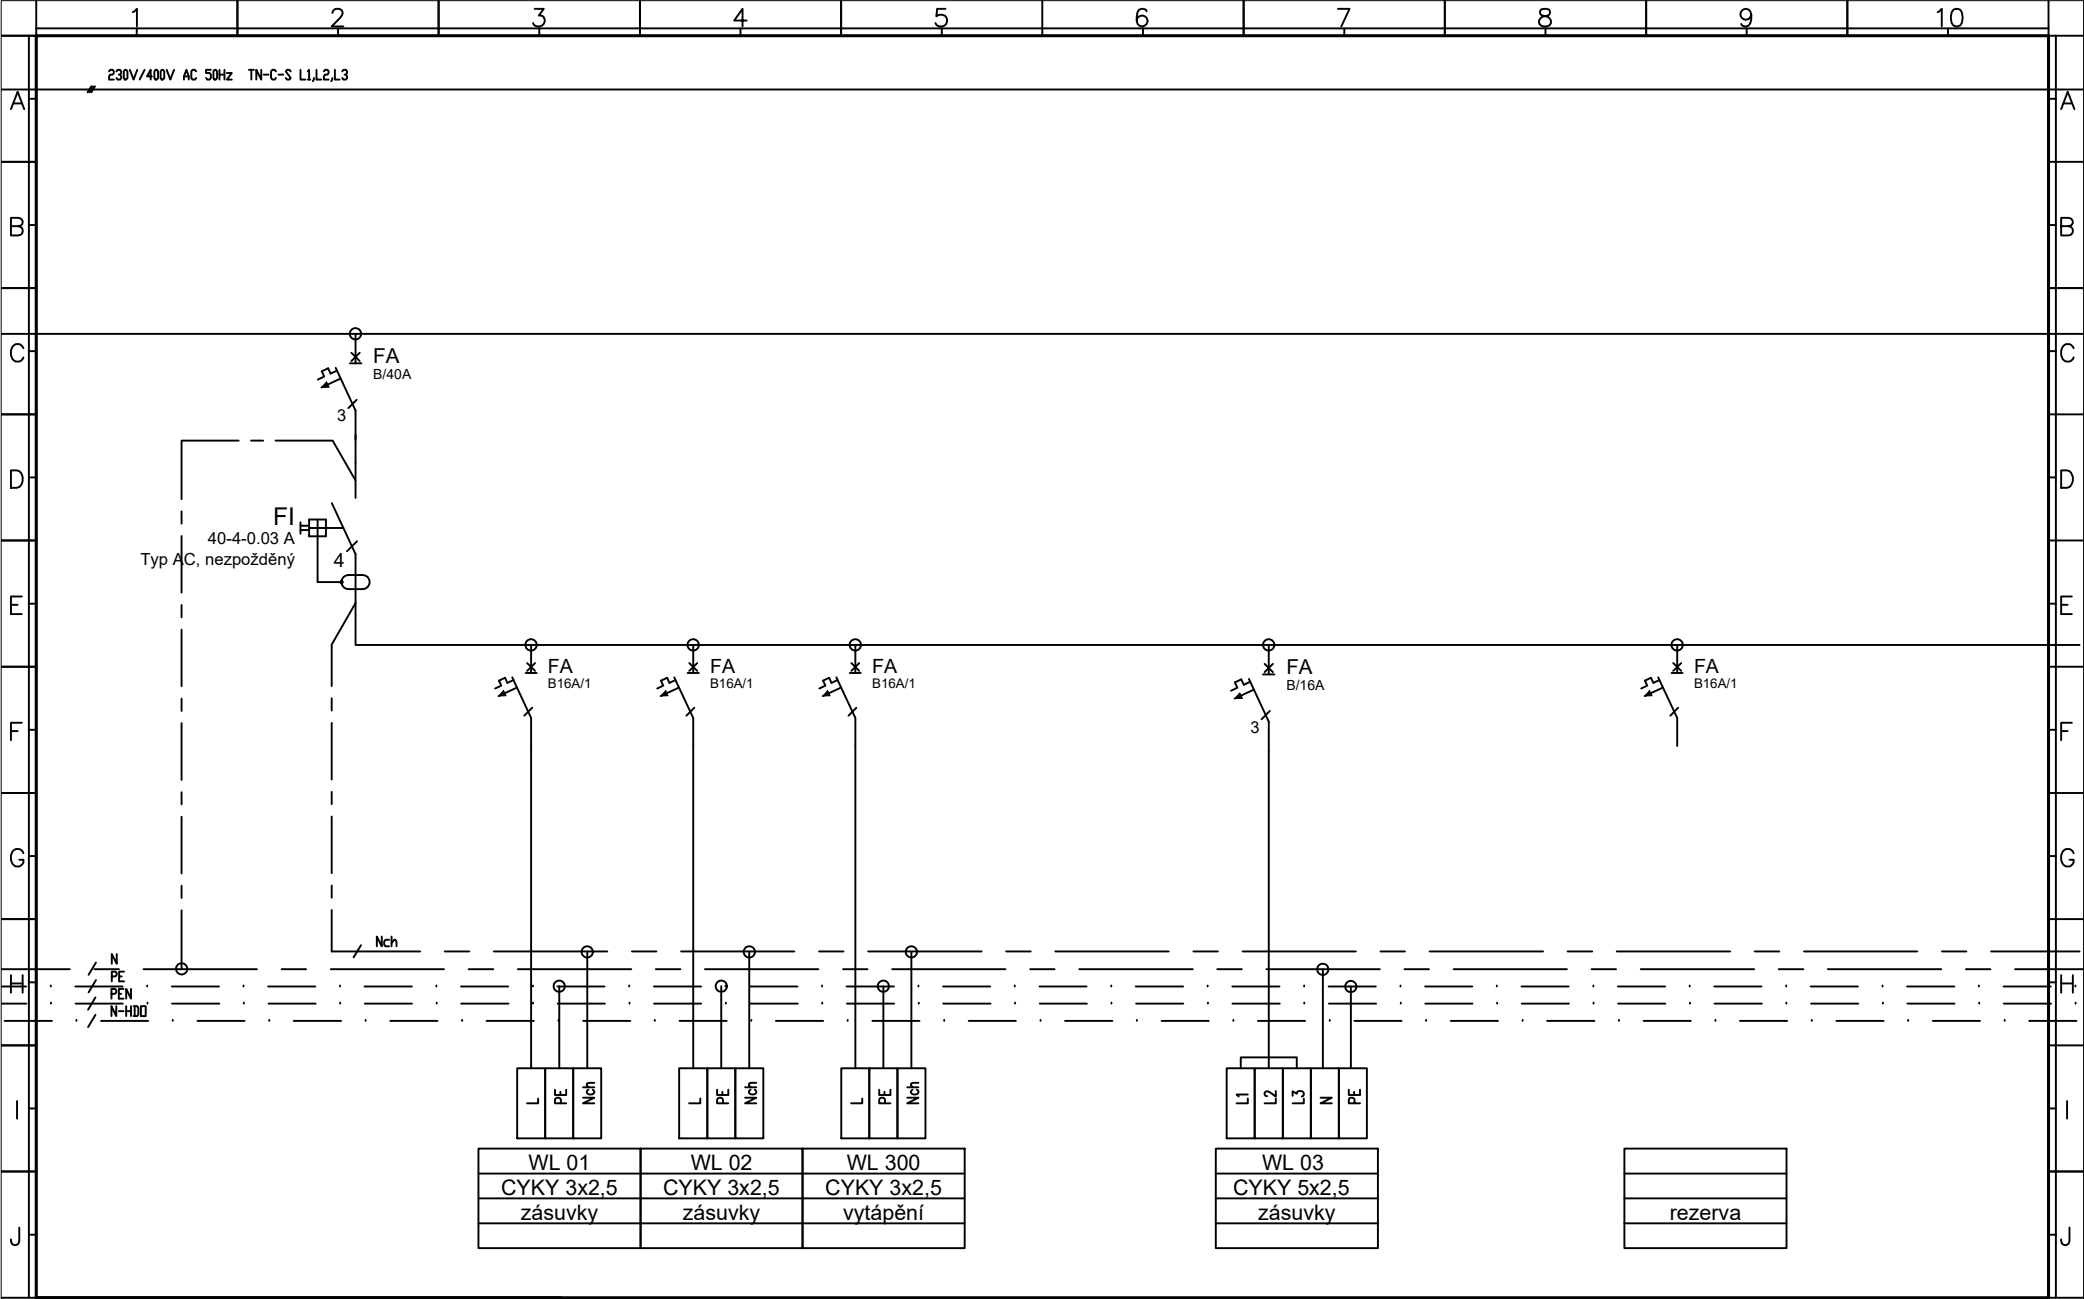 1 2 3 4 5 6 7 8 9 10
230V/400V AC 50Hz TN-C-S L1,L2,L3
A A
B B
C C
FA
B/40A
3
D D
FI
40-4-0.03 A
Typ AC, nezpožděný
4
E E
FA FA FA FA FA
B16A/1 B16A/1 B16A/1 B/16A B16A/1
3
F F
G G
Nch
N
PE
PEN
N-HDO
H H
L PE Nch L PE Nch L PE Nch L1 L2 L3 N PE
I I
WL 01 WL 02 WL 300 WL 03
CYKY 3x2,5 CYKY 3x2,5 CYKY 3x2,5 CYKY 5x2,5
zásuvky zásuvky vytápění zásuvky rezerva
J J